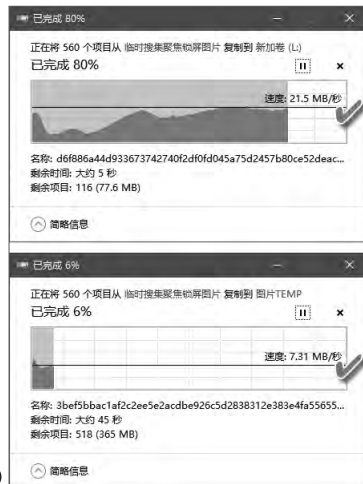 已完成 80%
正在将 560 个项目从 临时搜集聚焦锁屏图片 复制到 新加卷 (L:)
已完成 80%
速度: 21.5 MB/秒
名称: d6f886a44d933673742740f2df0fd045a75d2457b80ce52deac...
剩余时间: 大约 5 秒
剩余项目: 116 (77.6 MB)
简略信息
已完成 6%
正在将 560 个项目从 临时搜集聚焦锁屏图片 复制到 图片TEMP
已完成 6%
速度: 7.31 MB/秒
名称: 3bef5bbac1af2c2ee5e2acdbe926c5d2838312e383e4fa55655...
剩余时间: 大约 45 秒
剩余项目: 518 (365 MB)
简略信息